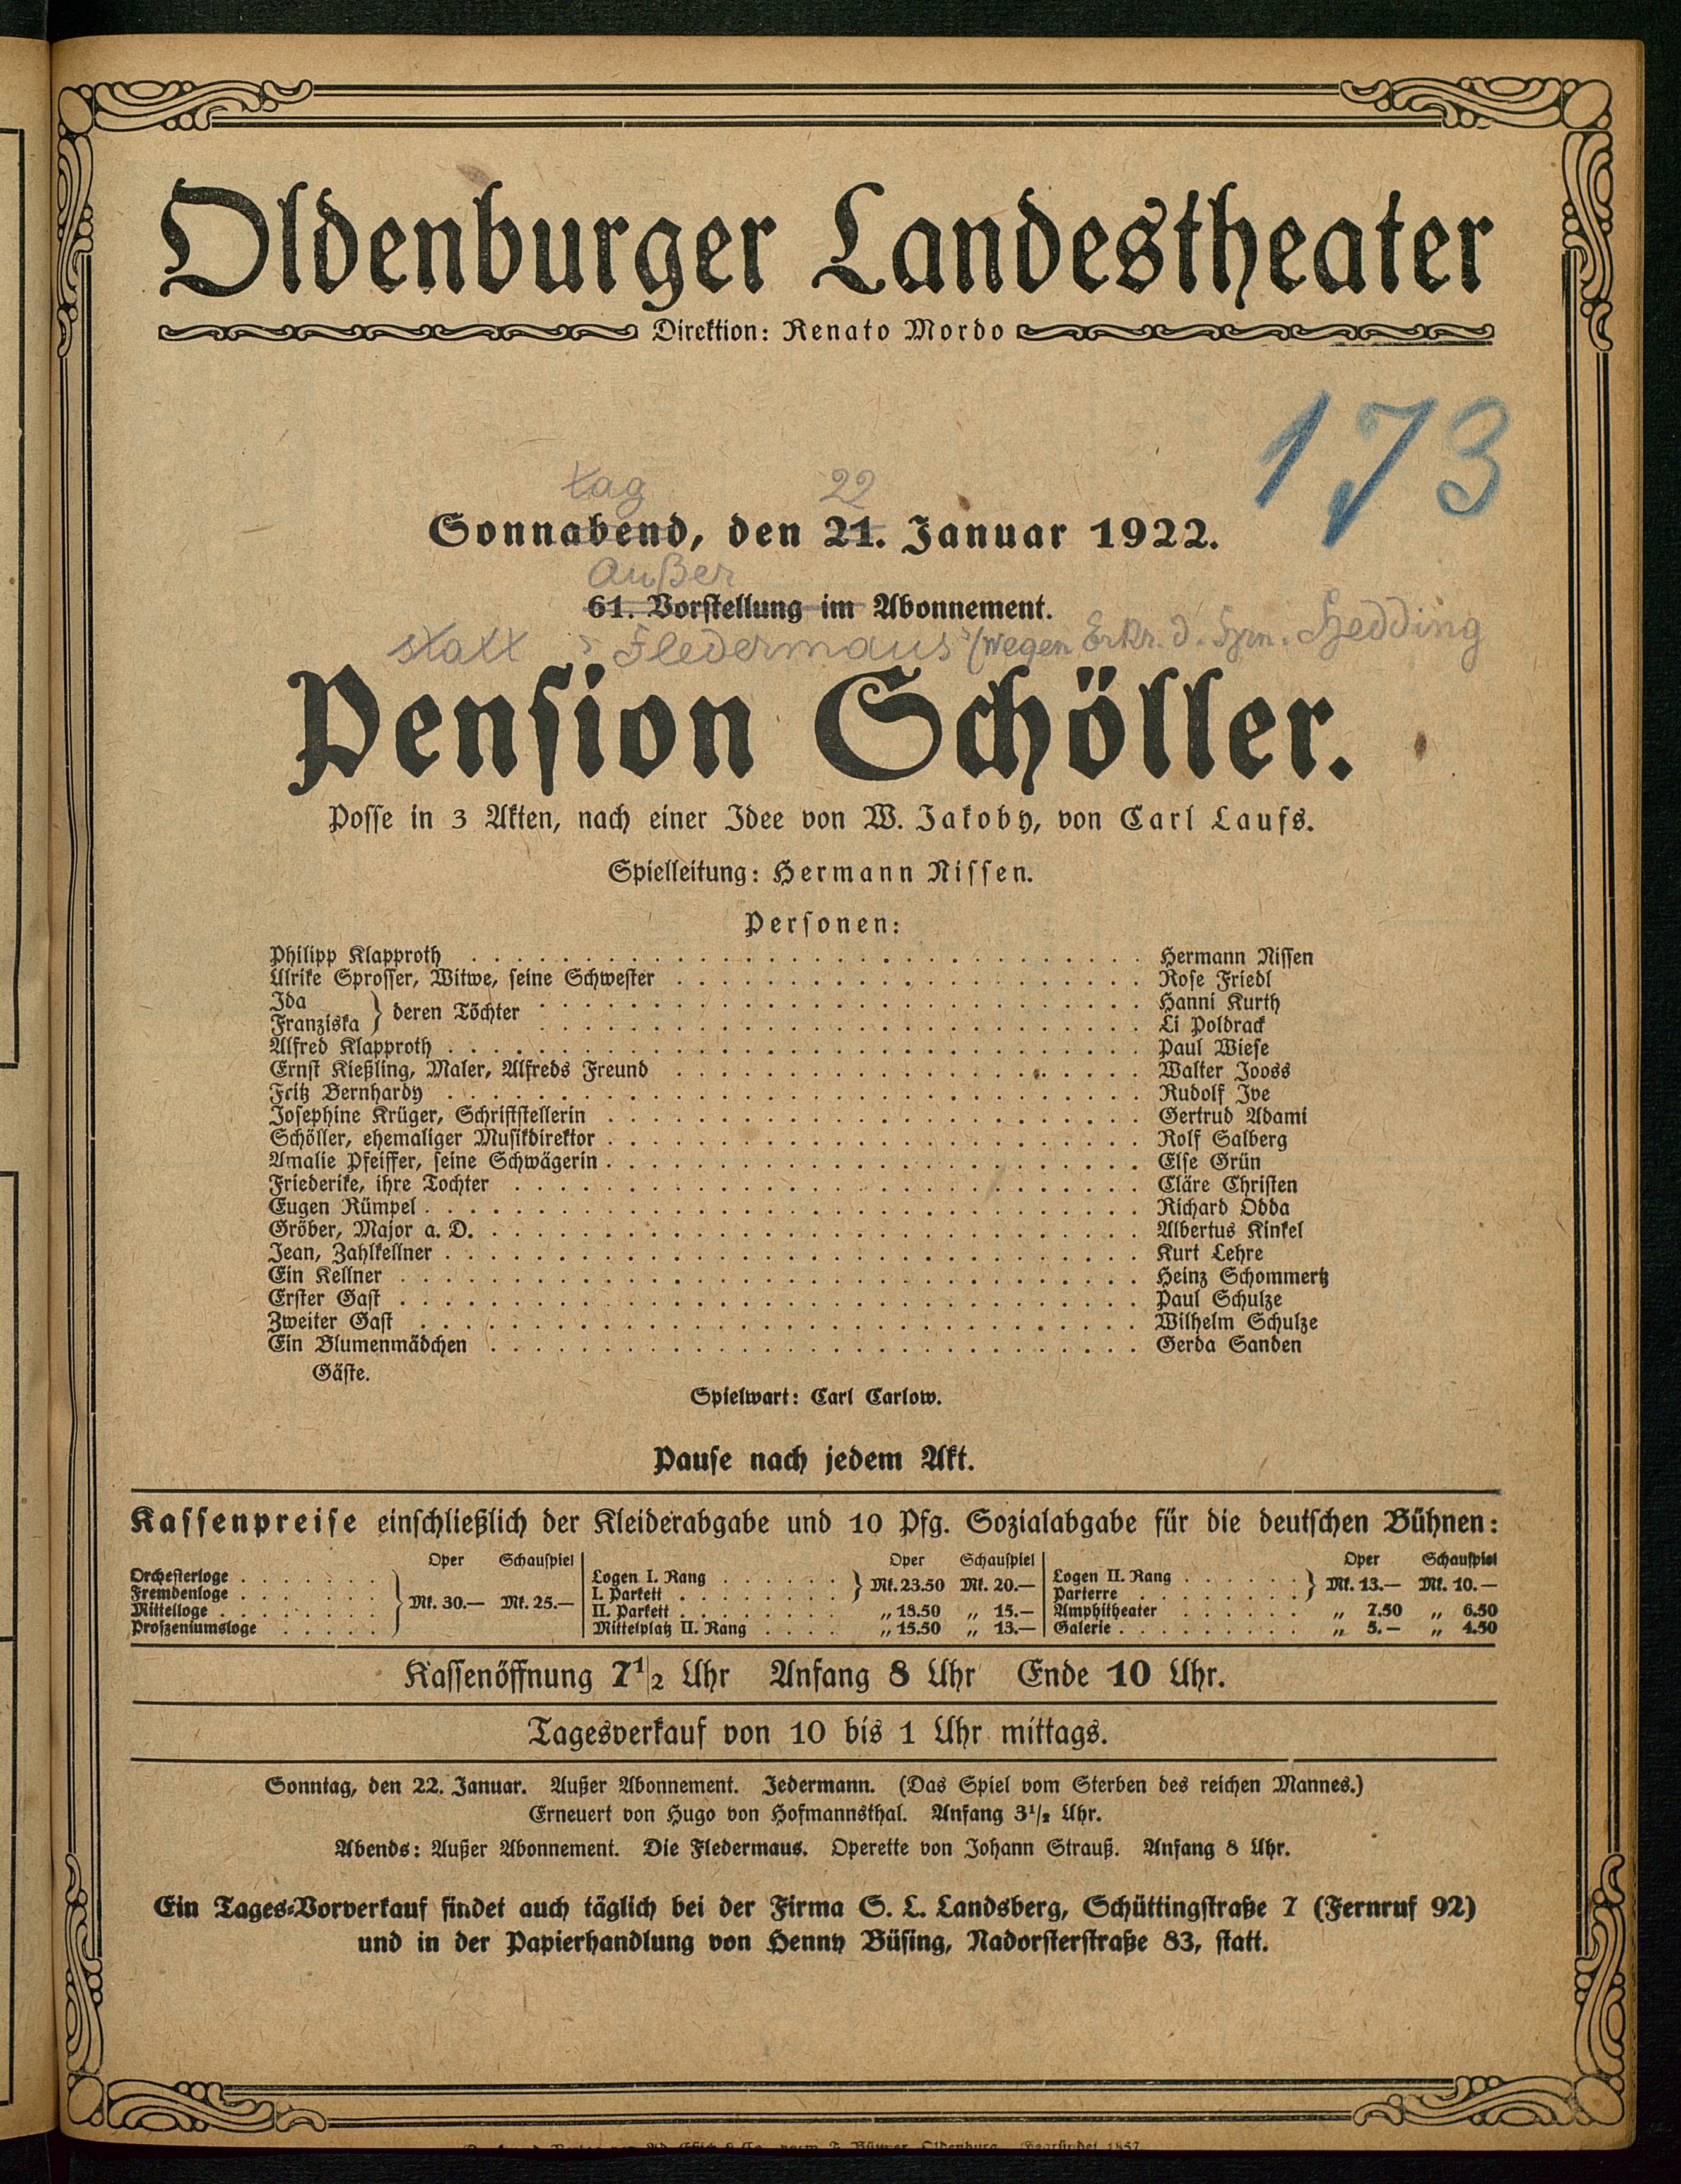 Oldenburger Landestheater
Direktion: Renato Mordo
173
tag 22
Sonnabend, den 21. Januar 1922.
Außer
61. Vorstellung im Abonnement.
statt "Fledermaus" (wegen Erkr. d. Hrn. Hedding
Pension Schöller.
Posse in 3 Akten, nach einer Idee von W. Jakoby, von Carl Laufs.
Spielleitung: Hermann Nissen.
Personen:
Philipp Klapproth . . . Hermann Nissen
Ulrike Sprosser, Witwe, seine Schwester . . . Rose Friedl
Ida } deren Töchter . . . Hanni Kurth
Franziska } . . . Li Poldrack
Alfred Klapproth . . . Paul Wiese
Ernst Kießling, Maler, Alfreds Freund . . . Walter Jooss
Fritz Bernhardy . . . Rudolf Ive
Josephine Krüger, Schriftstellerin . . . Gertrud Adami
Schöller, ehemaliger Musikdirektor . . . Rolf Salberg
Amalie Pfeiffer, seine Schwägerin . . . Else Grün
Friederike, ihre Tochter . . . Cläre Christen
Eugen Rümpel . . . Richard Odda
Gröber, Major a. D. . . . Albertus Kinkel
Jean, Zahlkellner . . . Kurt Lehre
Ein Kellner . . . Heinz Schommertz
Erster Gast . . . Paul Schulze
Zweiter Gast . . . Wilhelm Schulze
Ein Blumenmädchen . . . Gerda Sanden
Gäste.
Spielwart: Carl Carlow.
Pause nach jedem Akt.
Kassenpreise einschließlich der Kleiderabgabe und 10 Pfg. Sozialabgabe für die deutschen Bühnen:
Oper Schauspiel
Orchesterloge
Fremdenloge
Mittelloge
Proszeniumsloge
} Mk. 30.— Mk. 25.—
Oper Schauspiel
Logen I. Rang
I. Parkett
} Mk. 23.50 Mk. 20.—
II. Parkett . . . „ 18.50 „ 15.—
Mittelplatz II. Rang . . . „ 15.50 „ 13.—
Oper Schauspiel
Logen II. Rang
Parterre
} Mk. 13.— Mk. 10.—
Amphitheater . . . „ 7.50 „ 6.50
Galerie . . . „ 5.— „ 4.50
Kassenöffnung 7 1/2 Uhr Anfang 8 Uhr Ende 10 Uhr.
Tagesverkauf von 10 bis 1 Uhr mittags.
Sonntag, den 22. Januar. Außer Abonnement. Jedermann. (Das Spiel vom Sterben des reichen Mannes.)
Erneuert von Hugo von Hofmannsthal. Anfang 3 1/2 Uhr.
Abends: Außer Abonnement. Die Fledermaus. Operette von Johann Strauß. Anfang 8 Uhr.
Ein Tages-Vorverkauf findet auch täglich bei der Firma S. L. Landsberg, Schüttingstraße 7 (Fernruf 92)
und in der Papierhandlung von Henny Büsing, Nadorsterstraße 83, statt.